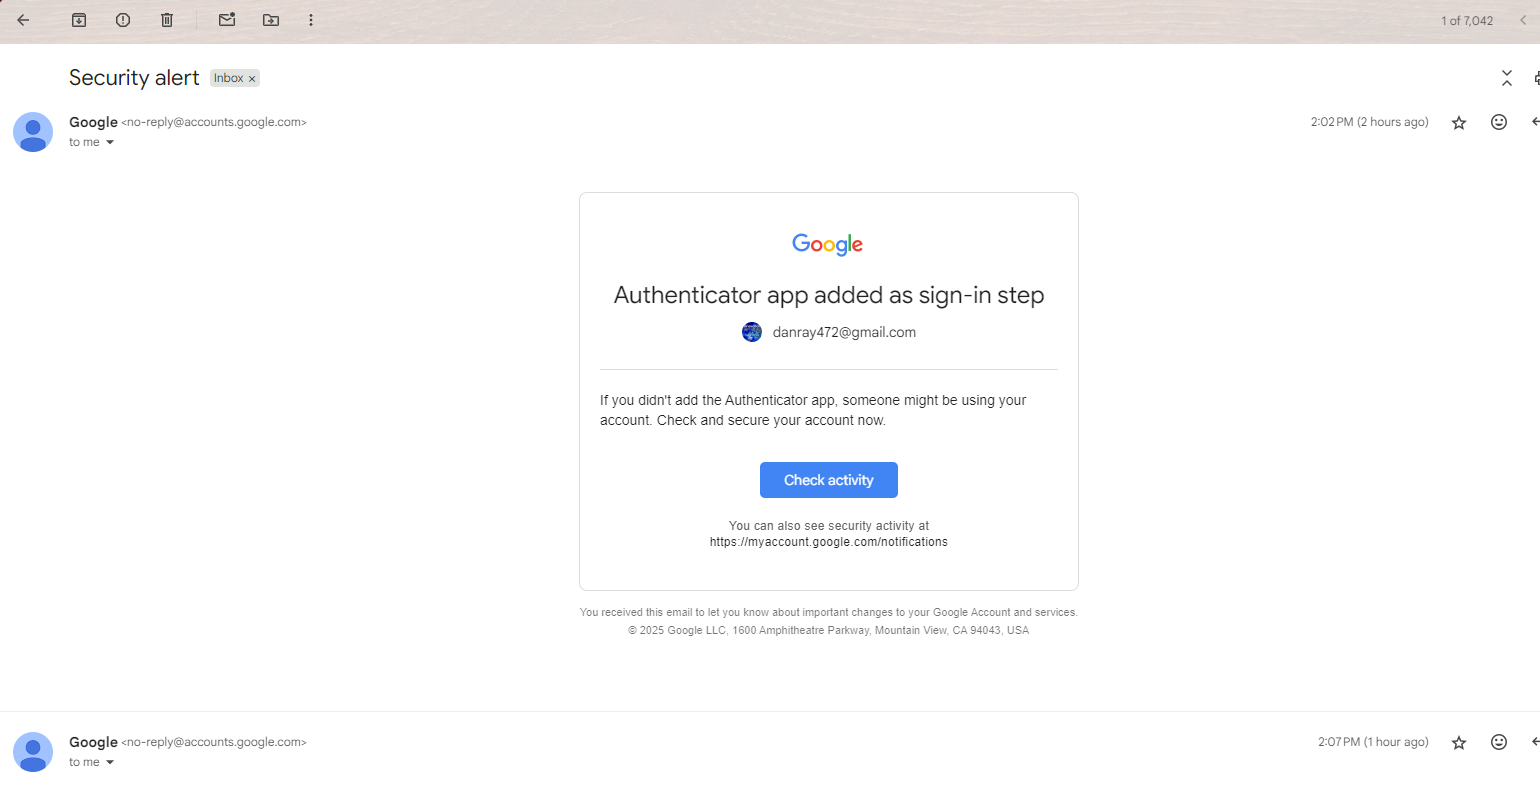 1 of 7,042
Security alert Inbox ×
Google <no-reply@accounts.google.com> 2:02 PM (2 hours ago)
to me
Google
Authenticator app added as sign-in step
danray472@gmail.com
If you didn't add the Authenticator app, someone might be using your
account. Check and secure your account now.
Check activity
You can also see security activity at
https://myaccount.google.com/notifications
You received this email to let you know about important changes to your Google Account and services.
© 2025 Google LLC, 1600 Amphitheatre Parkway, Mountain View, CA 94043, USA
Google <no-reply@accounts.google.com> 2:07 PM (1 hour ago)
to me